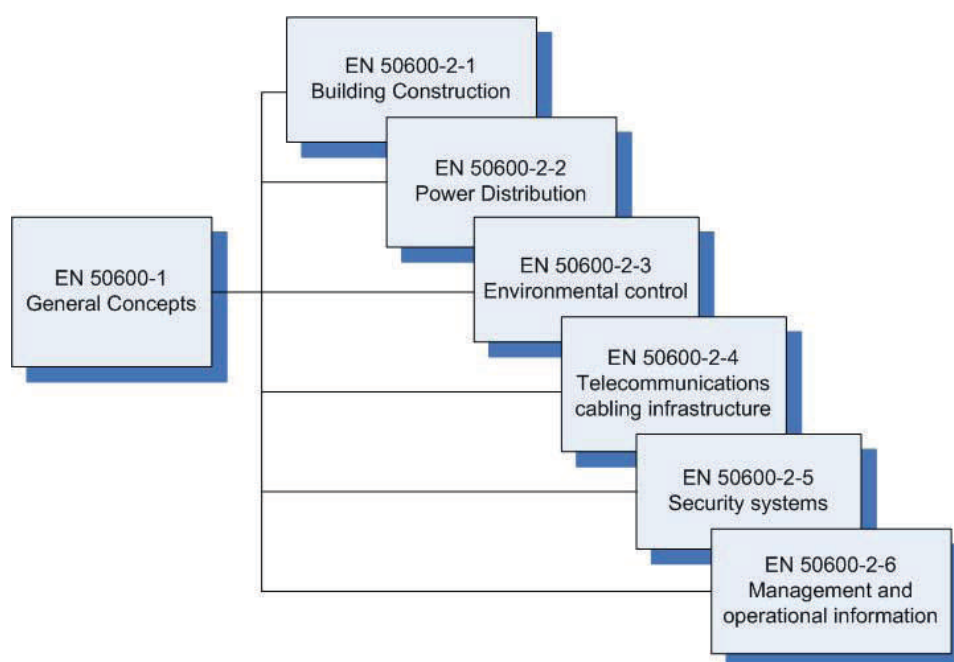 EN 50600-2-1
Building Construction
EN 50600-2-2
Power Distribution
EN 50600-1
General Concepts
EN 50600-2-3
Environmental control
EN 50600-2-4
Telecommunications
cabling infrastructure
EN 50600-2-5
Security systems
EN 50600-2-6
Management and
operational information